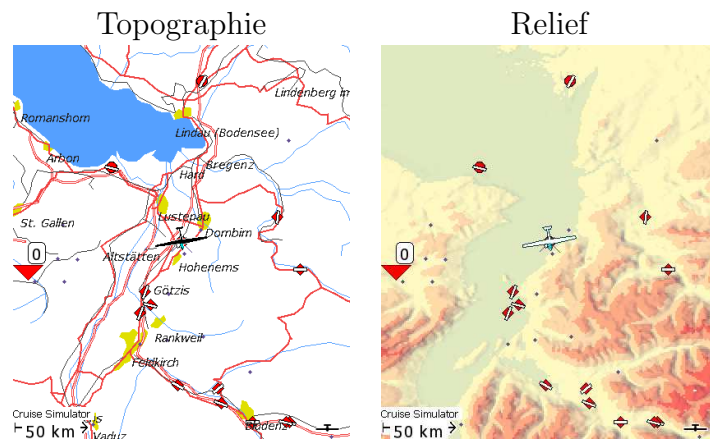 Topographie
Relief
Lindenberg im
Romanshorn
Lindau (Bodensee)
Arbon
Bregenz
Hard
St. Gallen
Lustenau
Dornbirn
0
0
Altstätten
Hohenems
Götzis
Rankweil
Feldkirch
Cruise Simulator
is
Cruise Simulator
Bludenz
50 km
50 km
Vaduz